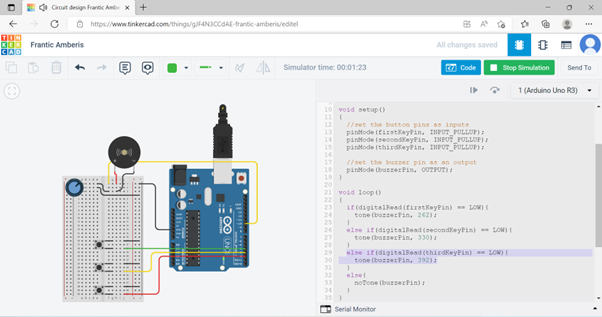 Circuit design Frantic Amber
https://www.tinkercad.com/things/gJF4N3CCdAE-frantic-amberis/editel
TIN
KER
CAD
Frantic Amberis
All changes saved
Simulator time: 00:01:23
Code
Stop Simulation
Send To
1 (Arduino Uno R3)
10 void setup()
11 {
12 //set the button pins as inputs
13 pinMode(firstKeyPin, INPUT_PULLUP);
14 pinMode(secondKeyPin, INPUT_PULLUP);
15 pinMode(thirdKeyPin, INPUT_PULLUP);
16
17 //set the buzzer pin as an output
18 pinMode(buzzerPin, OUTPUT);
19 }
20
21 void loop()
22 {
23 if(digitalRead(firstKeyPin) == LOW){
24 tone(buzzerPin, 262);
25 }
26 else if(digitalRead(secondKeyPin) == LOW){
27 tone(buzzerPin, 330);
28 }
29 else if(digitalRead(thirdKeyPin) == LOW){
30 tone(buzzerPin, 392);
31 }
32 else{
33 noTone(buzzerPin);
34 }
35 }
Serial Monitor
ARDUINO
UNO